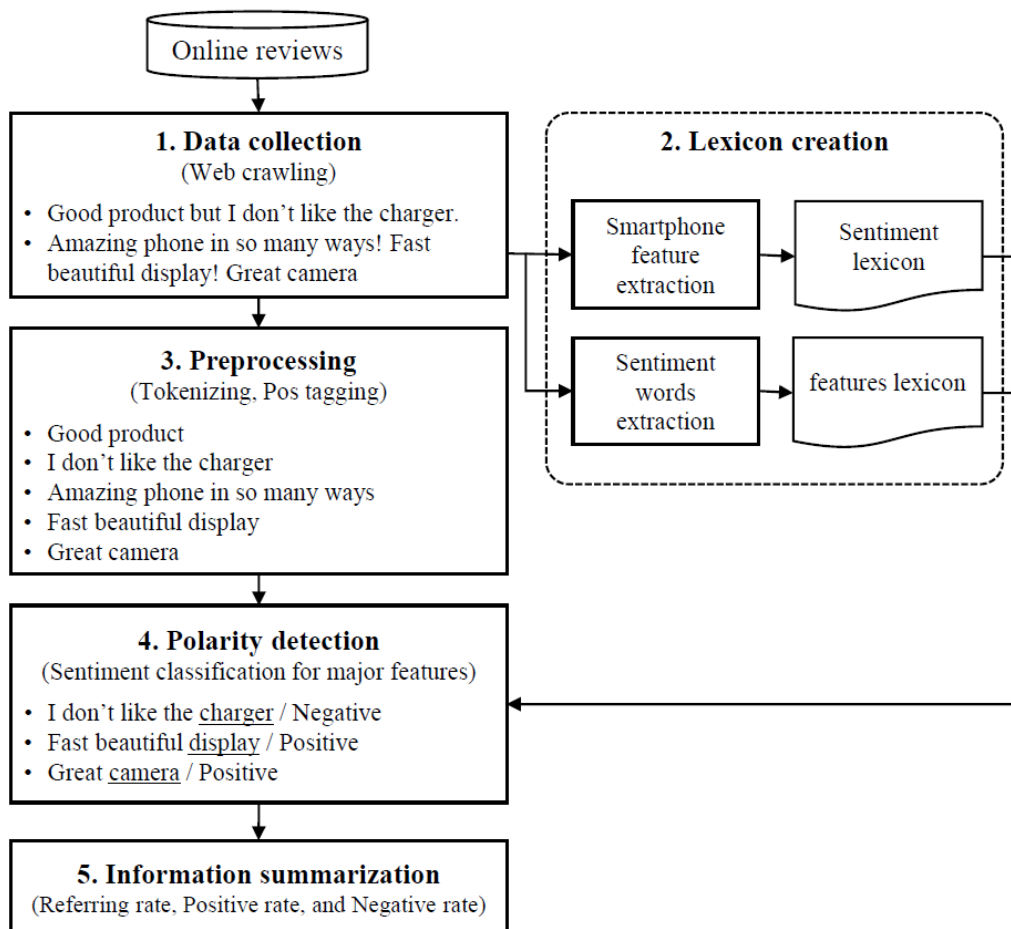 Online reviews
1. Data collection
(Web crawling)
• Good product but I don’t like the charger.
• Amazing phone in so many ways! Fast
beautiful display! Great camera
2. Lexicon creation
Smartphone
feature
extraction
Sentiment
lexicon
Sentiment
words
extraction
features lexicon
3. Preprocessing
(Tokenizing, Pos tagging)
• Good product
• I don’t like the charger
• Amazing phone in so many ways
• Fast beautiful display
• Great camera
4. Polarity detection
(Sentiment classification for major features)
• I don’t like the charger / Negative
• Fast beautiful display / Positive
• Great camera / Positive
5. Information summarization
(Referring rate, Positive rate, and Negative rate)